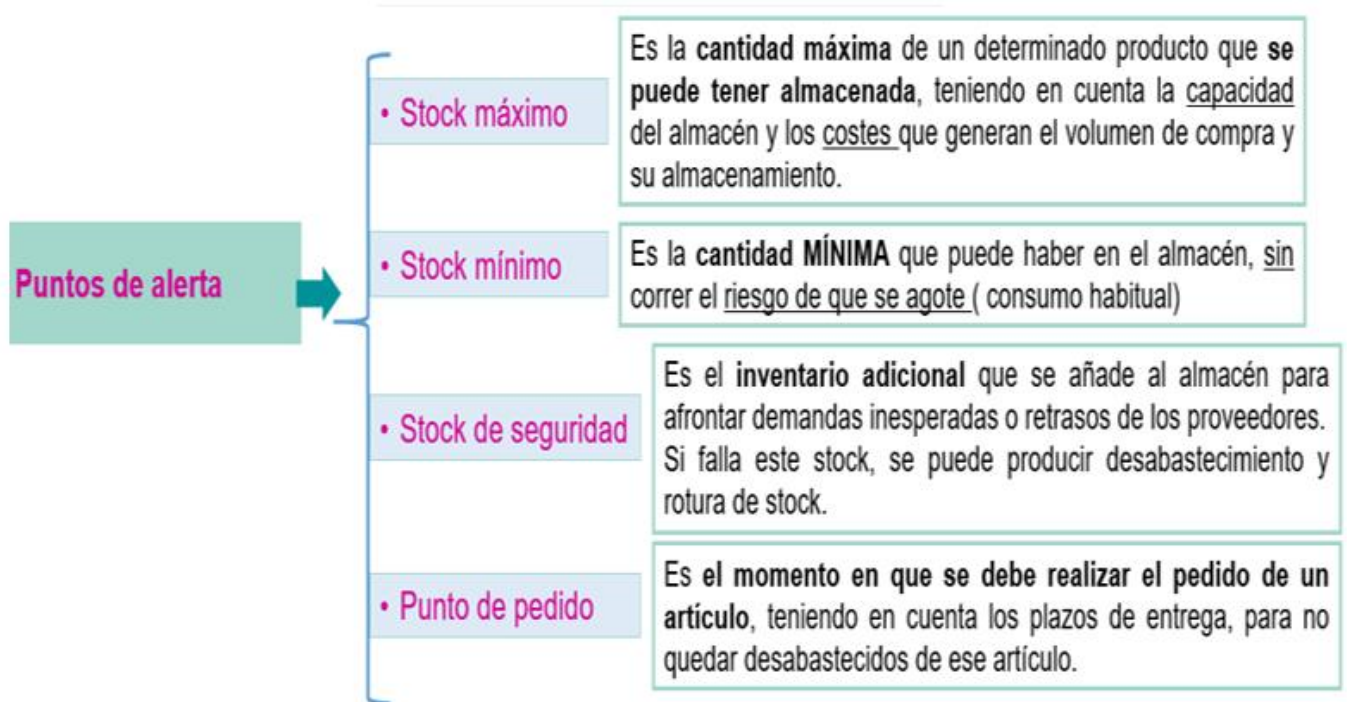 Puntos de alerta
• Stock máximo
Es la cantidad máxima de un determinado producto que se
puede tener almacenada, teniendo en cuenta la capacidad
del almacén y los costes que generan el volumen de compra y
su almacenamiento.
• Stock mínimo
Es la cantidad MÍNIMA que puede haber en el almacén, sin
correr el riesgo de que se agote ( consumo habitual)
• Stock de seguridad
Es el inventario adicional que se añade al almacén para
afrontar demandas inesperadas o retrasos de los proveedores.
Si falla este stock, se puede producir desabastecimiento y
rotura de stock.
• Punto de pedido
Es el momento en que se debe realizar el pedido de un
artículo, teniendo en cuenta los plazos de entrega, para no
quedar desabastecidos de ese artículo.